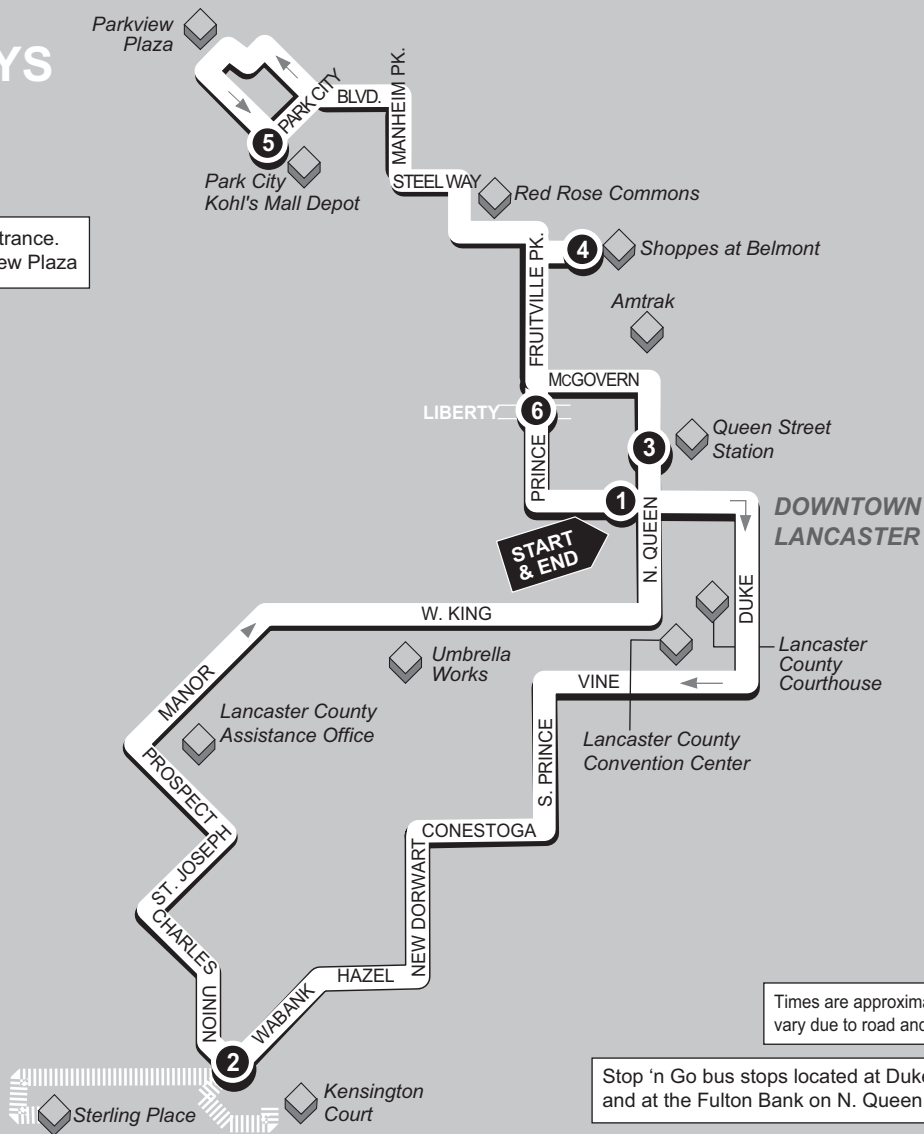 YS
Parkview
Plaza
trance.
ew Plaza
PARK CITY
BLVD.
MANHEIM PK.
5
Park City
Kohl's Mall Depot
STEEL WAY
Red Rose Commons
FRUITVILLE PK.
4
Shoppes at Belmont
Amtrak
McGOVERN
LIBERTY
6
3
Queen Street
Station
PRINCE
1
START
& END
N. QUEEN
DOWNTOWN
LANCASTER
DUKE
W. KING
Umbrella
Works
Lancaster
County
Courthouse
VINE
Lancaster County
Convention Center
MANOR
Lancaster County
Assistance Office
PROSPECT
S. PRINCE
CONESTOGA
NEW DORWART
ST. JOSEPH
CHARLES
HAZEL
WABANK
UNION
2
Sterling Place
Kensington
Court
Times are approxima
vary due to road and
Stop ‘n Go bus stops located at Duke
and at the Fulton Bank on N. Queen